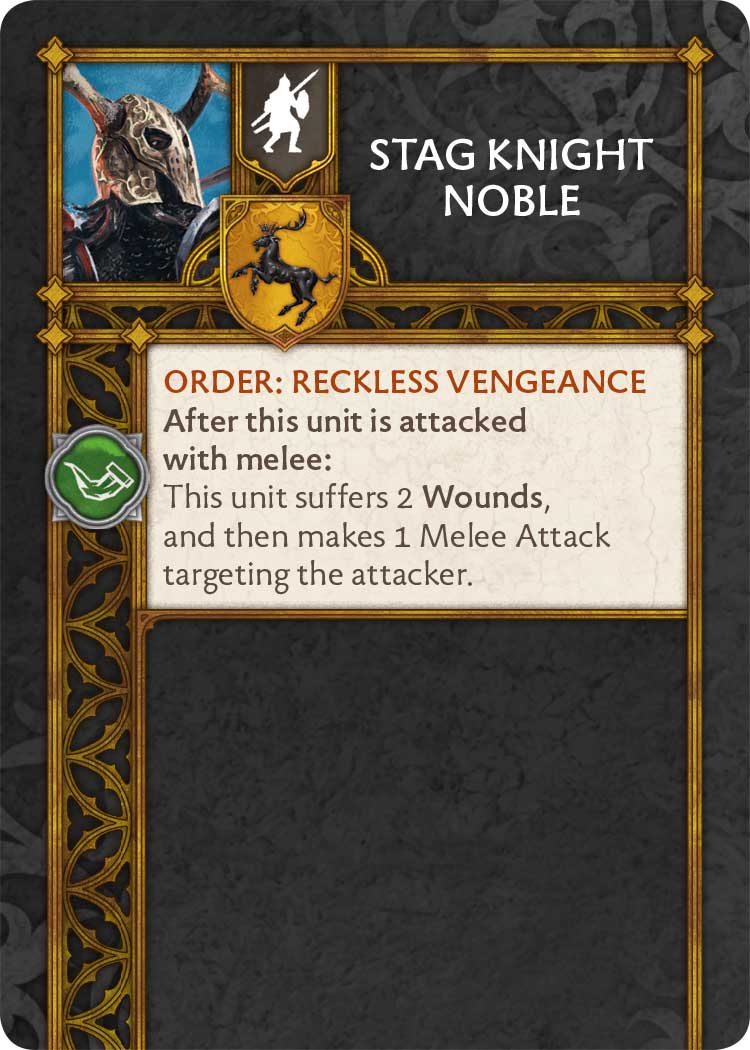 STAG KNIGHT
NOBLE
ORDER: RECKLESS VENGEANCE
After this unit is attacked
with melee:
This unit suffers 2 Wounds,
and then makes 1 Melee Attack
targeting the attacker.